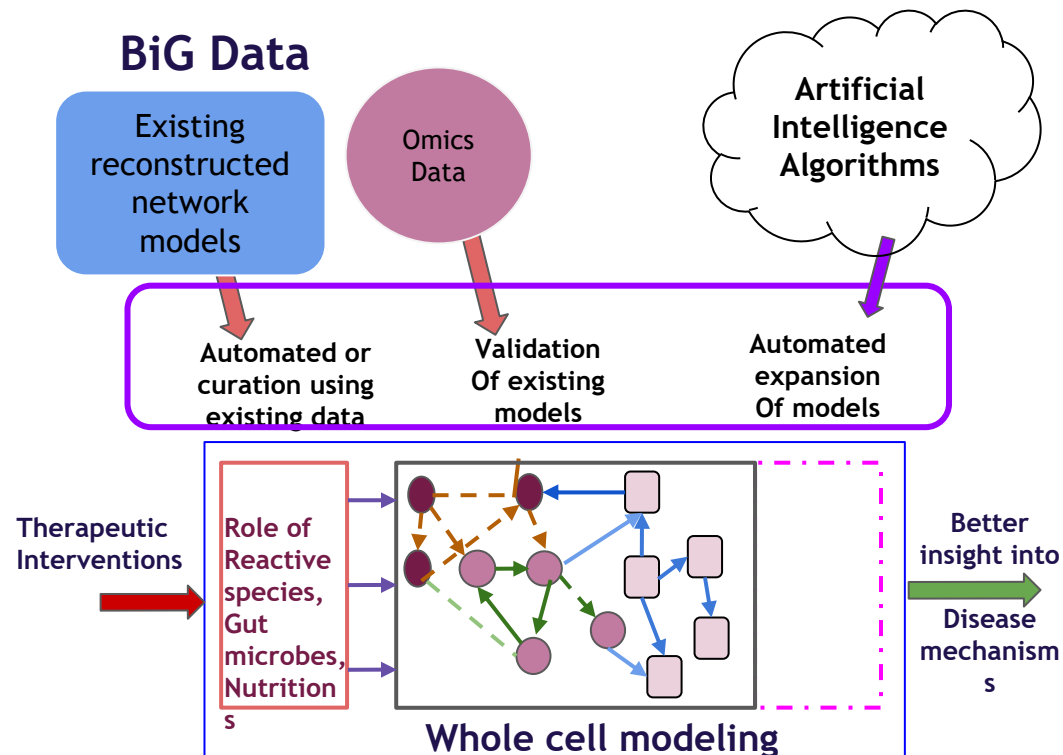 BiG Data
Existing
reconstructed
network
models
Omics
Data
Artificial
Intelligence
Algorithms
Automated or
curation using
existing data
Validation
Of existing
models
Automated
expansion
Of models
Therapeutic
Interventions
Role of
Reactive
species,
Gut
microbes,
Nutrition
s
Better
insight into
Disease
mechanism
s
Whole cell modeling